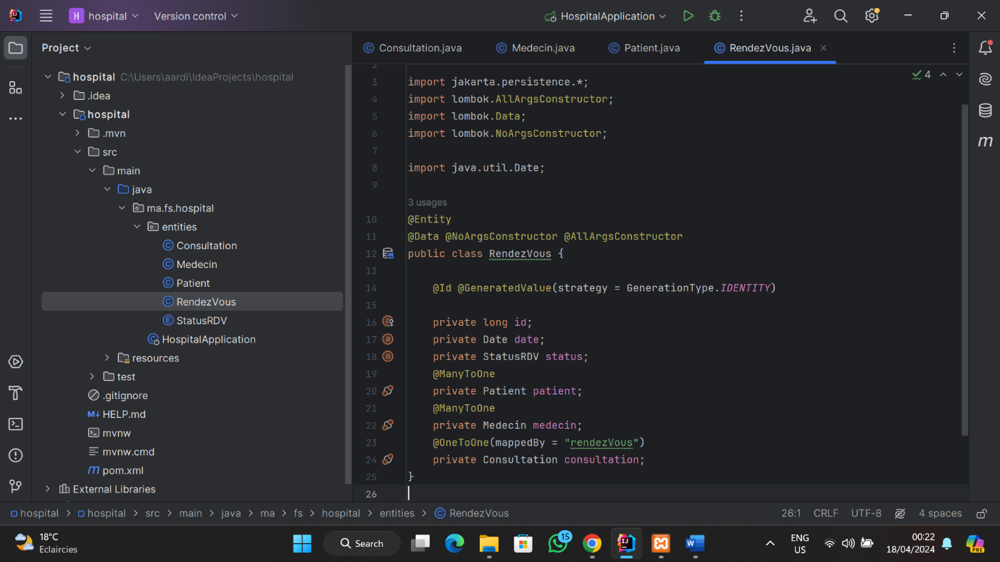 H hospital Version control HospitalApplication
Project
hospital C:\Users\aardi\IdeaProjects\hospital
.idea
hospital
.mvn
src
main
java
ma.fs.hospital
entities
Consultation
Medecin
Patient
RendezVous
StatusRDV
HospitalApplication
resources
test
.gitignore
HELP.md
mvnw
mvnw.cmd
pom.xml
External Libraries
Consultation.java Medecin.java Patient.java RendezVous.java
4
2
3 import jakarta.persistence.*;
4 import lombok.AllArgsConstructor;
5 import lombok.Data;
6 import lombok.NoArgsConstructor;
7
8 import java.util.Date;
9
3 usages
10 @Entity
11 @Data @NoArgsConstructor @AllArgsConstructor
12 public class RendezVous {
13
14 @Id @GeneratedValue(strategy = GenerationType.IDENTITY)
15
16 private long id;
17 private Date date;
18 private StatusRDV status;
19 @ManyToOne
20 private Patient patient;
21 @ManyToOne
22 private Medecin medecin;
23 @OneToOne(mappedBy = "rendezVous")
24 private Consultation consultation;
25 }
26
hospital > hospital > src > main > java > ma > fs > hospital > entities > RendezVous 26:1 CRLF UTF-8 4 spaces
18°C
Eclaircies
Search
15
ENG
US
00:22
18/04/2024
PRE